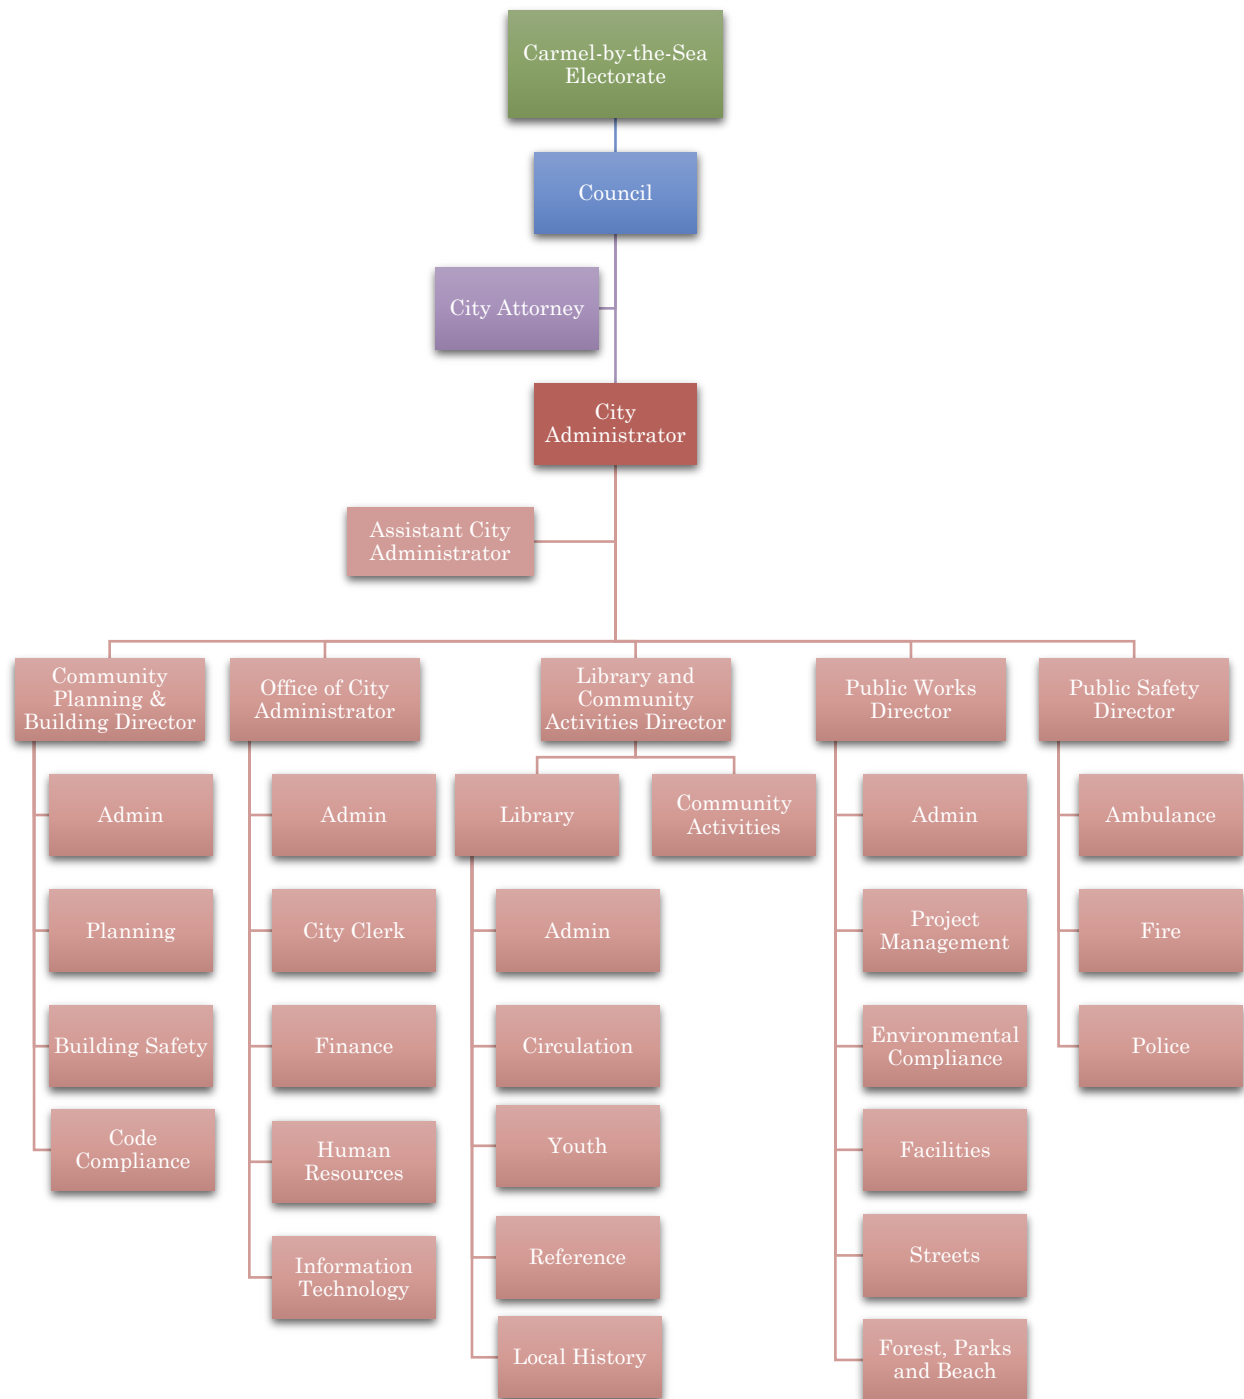 Carmel-by-the-Sea
Electorate
Council
City Attorney
City
Administrator
Assistant City
Administrator
Community
Planning &
Building Director
Office of City
Administrator
Library and
Community
Activities Director
Public Works
Director
Public Safety
Director
Admin
Planning
Building Safety
Code
Compliance
Admin
City Clerk
Finance
Human
Resources
Information
Technology
Library
Community
Activities
Admin
Circulation
Youth
Reference
Local History
Admin
Project
Management
Environmental
Compliance
Facilities
Streets
Forest, Parks
and Beach
Ambulance
Fire
Police